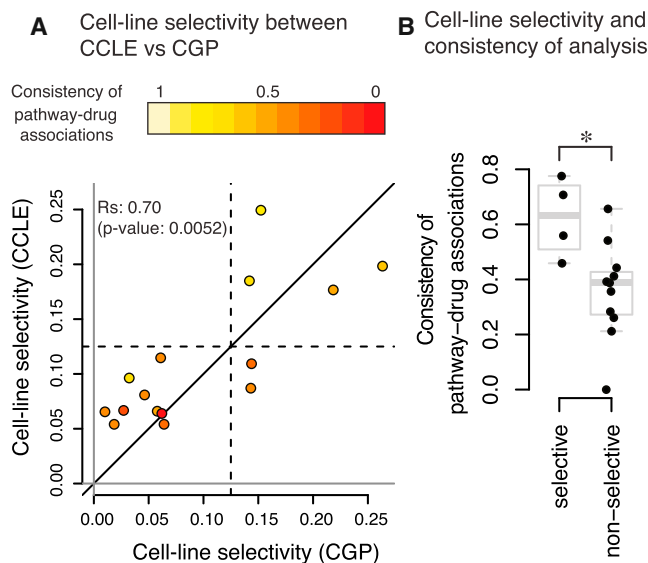 A
Cell-line selectivity between
CCLE vs CGP
Consistency of
pathway-drug
associations
1 0.5 0
Rs: 0.70
(p-value: 0.0052)
Cell-line selectivity (CCLE)
0.00 0.05 0.10 0.15 0.20 0.25
0.00 0.05 0.10 0.15 0.20 0.25
Cell-line selectivity (CGP)
B
Cell-line selectivity and
consistency of analysis
*
Consistency of
pathway–drug associations
0.0 0.2 0.4 0.6 0.8
selective
non−selective